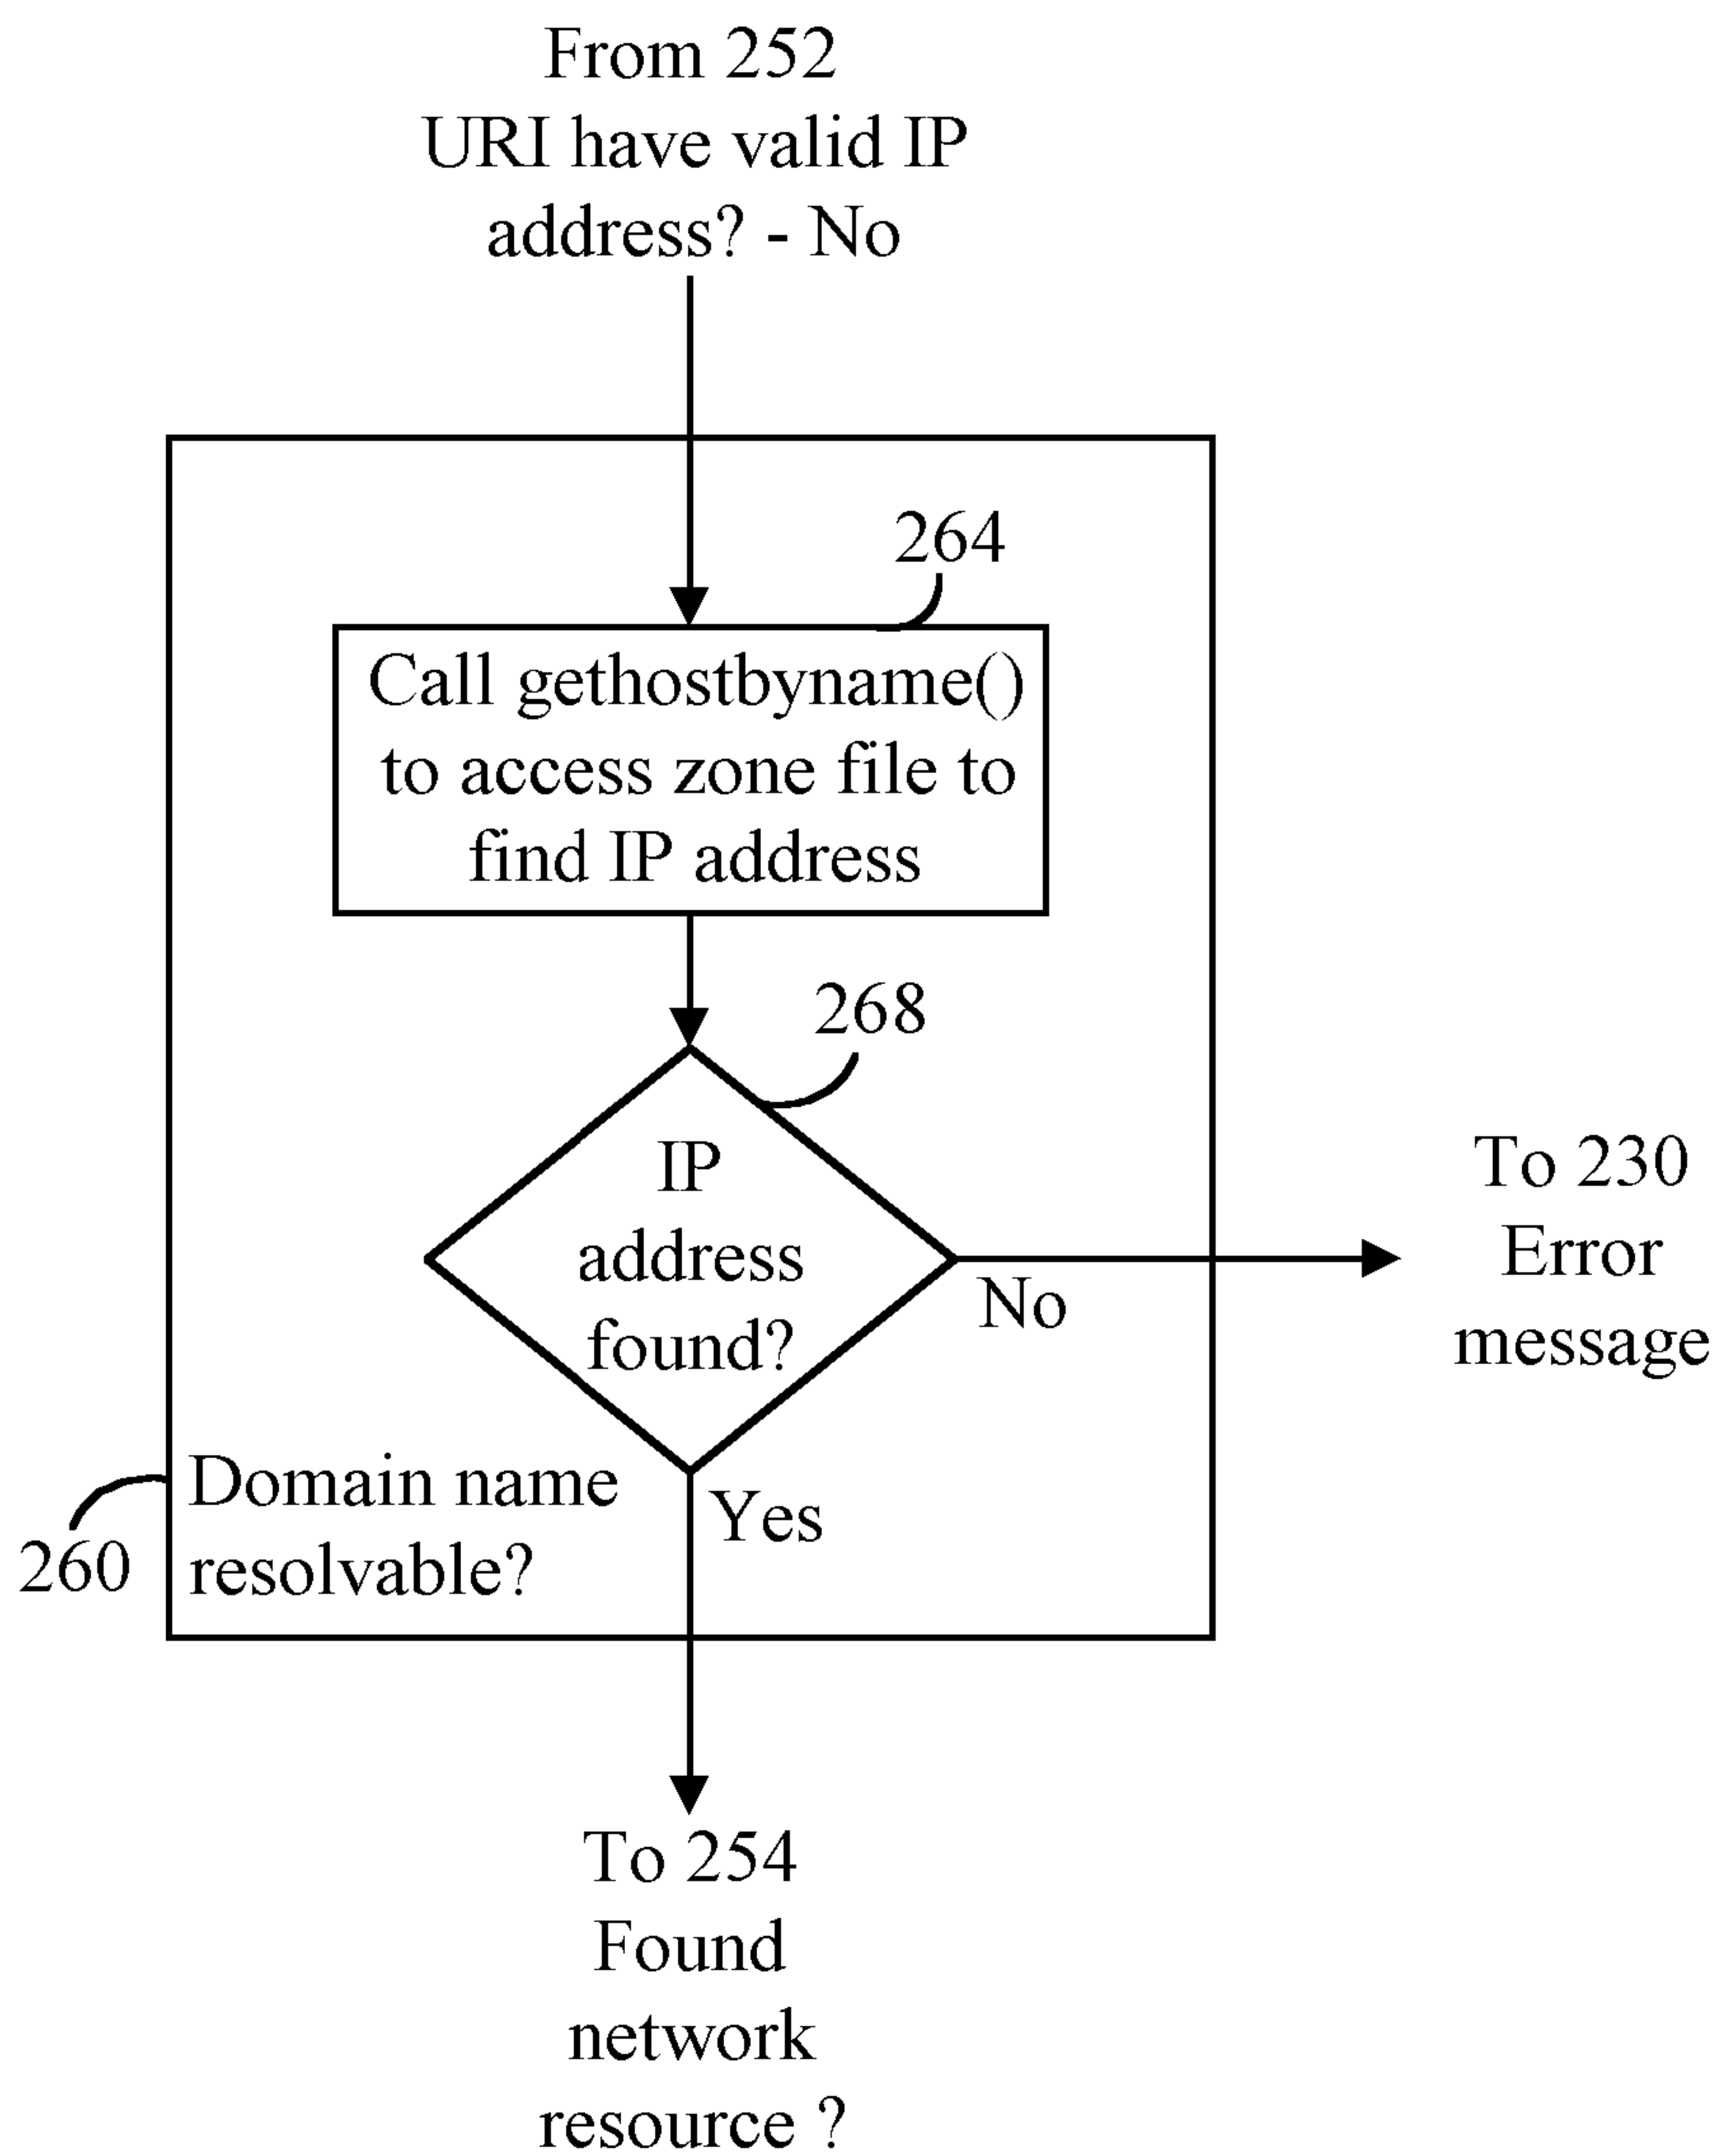 From 252
URI have valid IP
address? - No
264
Call gethostbyname()
to access zone file to
find IP address
268
IP
address
found?
No
To 230
Error
message
Yes
Domain name
resolvable?
260
To 254
Found
network
resource ?